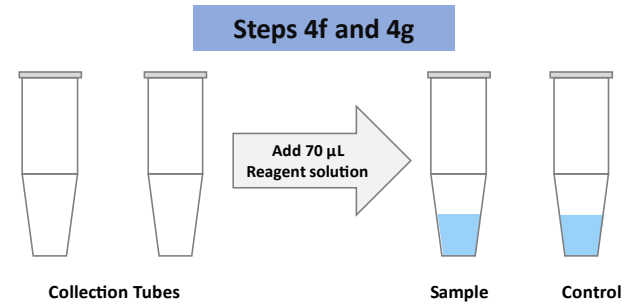 Steps 4f and 4g
Add 70 µL
Reagent solution
Collection Tubes
Sample
Control